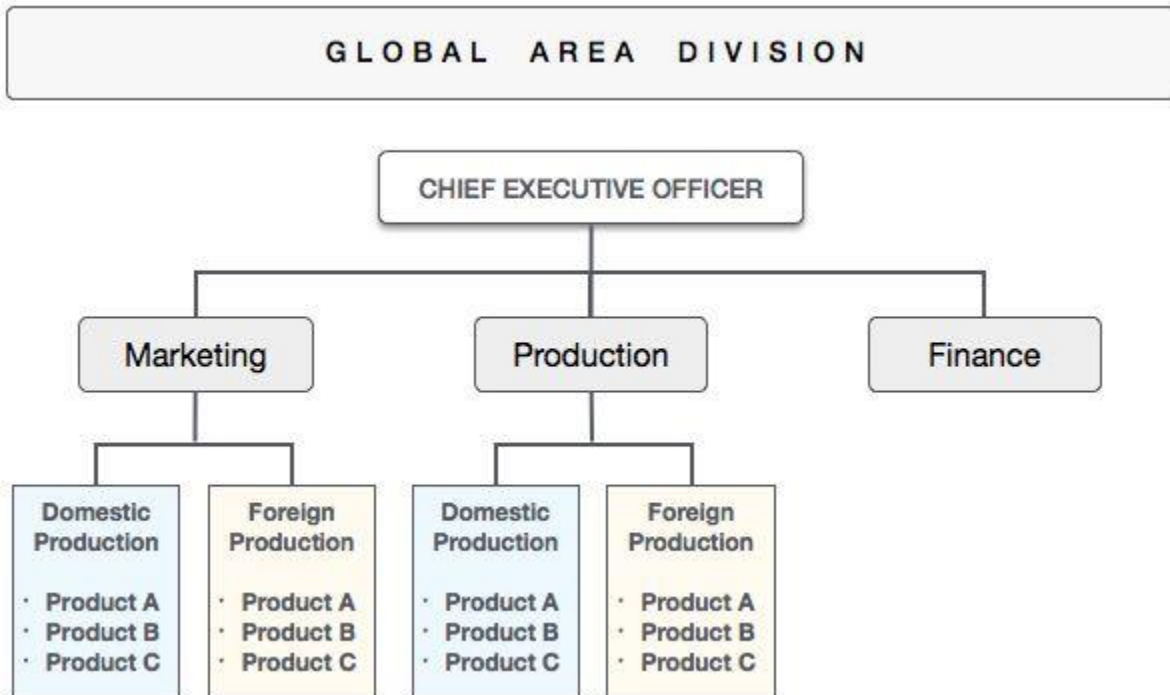 GLOBAL AREA DIVISION
CHIEF EXECUTIVE OFFICER
Marketing
Production
Finance
Domestic
Production
· Product A
· Product B
· Product C
Foreign
Production
· Product A
· Product B
· Product C
Domestic
Production
· Product A
· Product B
· Product C
Foreign
Production
· Product A
· Product B
· Product C